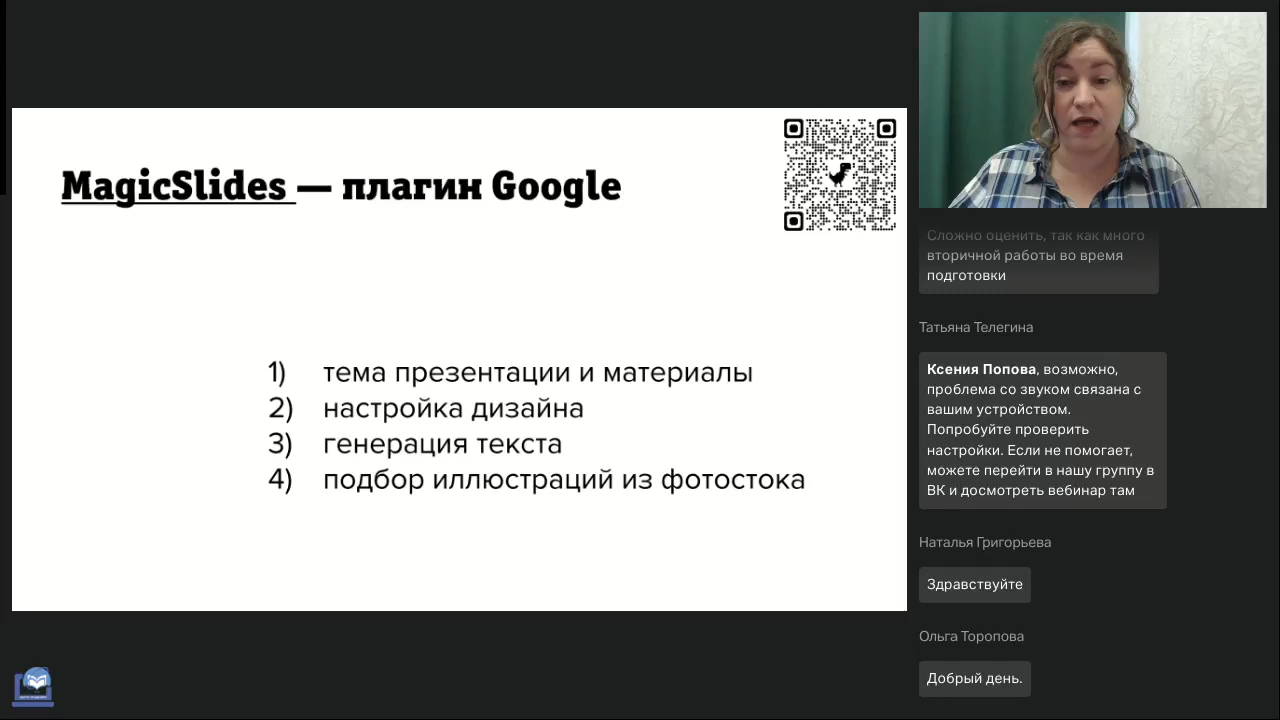 MagicSlides — плагин Google
1) тема презентации и материалы
2) настройка дизайна
3) генерация текста
4) подбор иллюстраций из фотостока
Сложно оценить, так как много
вторичной работы во время
подготовки
Татьяна Телегина
Ксения Попова, возможно,
проблема со звуком связана с
вашим устройством.
Попробуйте проверить
настройки. Если не помогает,
можете перейти в нашу группу в
ВК и досмотреть вебинар там
Наталья Григорьева
Здравствуйте
Ольга Торопова
Добрый день.